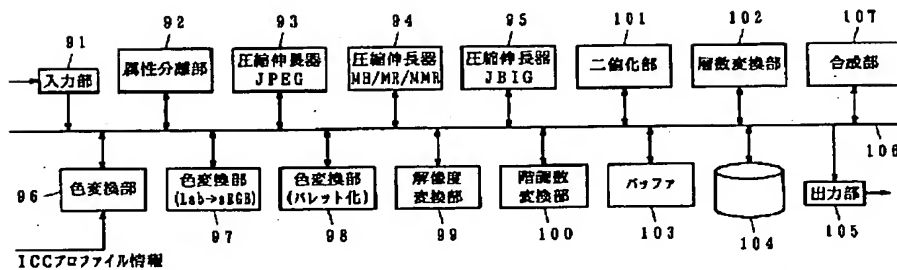 92
93
94
95
101
102
107
91
入力部
属性分離部
圧縮伸長器
JPEG
圧縮伸長器
MH/MR/MMR
圧縮伸長器
JBIG
二値化部
層数変換部
合成部
106
96
色変換部
色変換部
(Lab→sRGB)
色変換部
(パレット化)
解像度
変換部
階調数
変換部
バッファ
出力部
97
98
99
100
103
104
105
ICCプロファイル情報